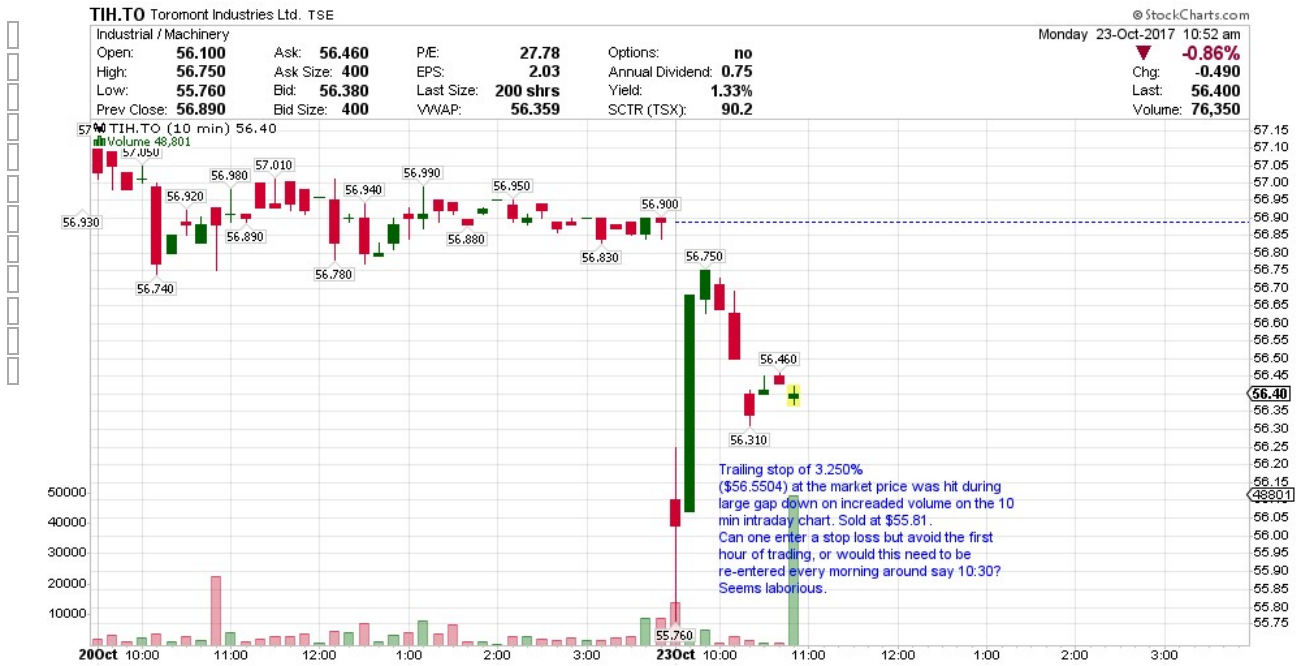 TIH.TO Toromont Industries Ltd. TSE
© StockCharts.com
Industrial / Machinery
Monday 23-Oct-2017 10:52 am
Open: 56.100 Ask: 56.460 P/E: 27.78 Options: no
-0.86%
High: 56.750 Ask Size: 400 EPS: 2.03 Annual Dividend: 0.75
Chg: -0.490
Low: 55.760 Bid: 56.380 Last Size: 200 shrs Yield: 1.33%
Last: 56.400
Prev Close: 56.890 Bid Size: 400 VWAP: 56.359 SCTR (TSX): 90.2
Volume: 76,350
TIH.TO (10 min) 56.40
Volume 48,801
57.050
56.980
57.010
56.990
56.950
56.940
56.920
56.900
56.930
56.890
56.880
56.830
56.780
56.740
56.750
56.460
56.310
55.760
57.15
57.10
57.05
57.00
56.95
56.90
56.85
56.80
56.75
56.70
56.65
56.60
56.55
56.50
56.45
56.40
56.35
56.30
56.25
56.20
56.15
48801
56.05
56.00
55.95
55.90
55.85
55.80
55.75
50000
40000
30000
20000
10000
Trailing stop of 3.250%
($56.5504) at the market price was hit during
large gap down on increaded volume on the 10
min intraday chart. Sold at $55.81.
Can one enter a stop loss but avoid the first
hour of trading, or would this need to be
re-entered every morning around say 10:30?
Seems laborious.
20Oct 10:00 11:00 12:00 1:00 2:00 3:00 23Oct 10:00 11:00 12:00 1:00 2:00 3:00